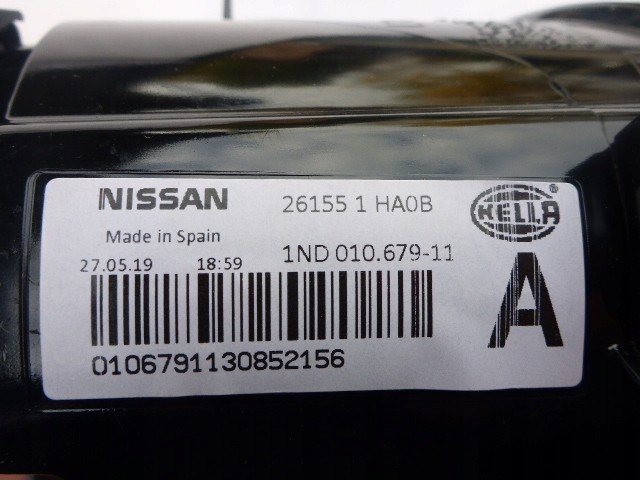 NISSAN 26155 1 HA0B HELLA
Made in Spain
27.05.19 18:59 1ND 010.679-11
A
0106791130852156